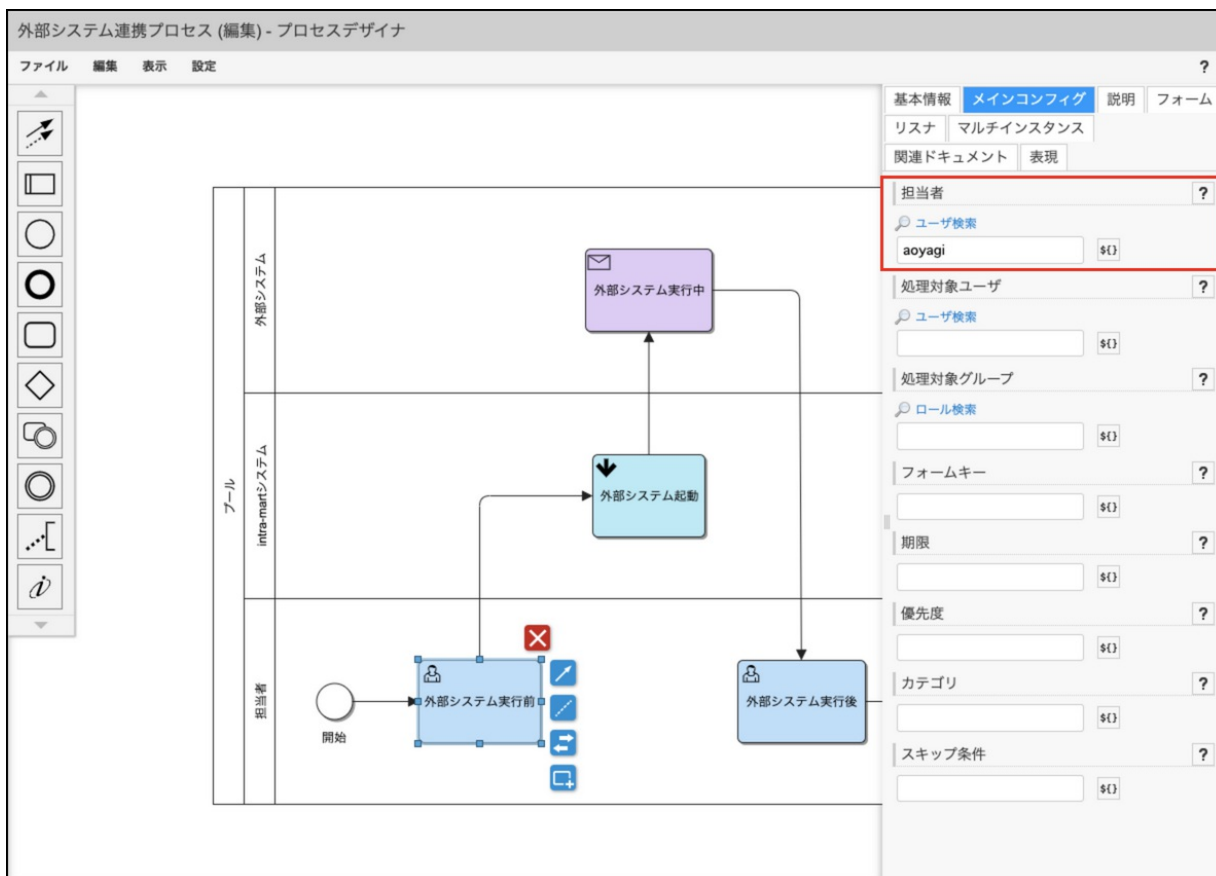 外部システム連携プロセス (編集) - プロセスデザイナ
ファイル 編集 表示 設定 ?
基本情報 メインコンフィグ 説明 フォーム
リスナ マルチインスタンス
関連ドキュメント 表現
担当者 ?
ユーザ検索
aoyagi ${}
処理対象ユーザ ?
ユーザ検索
${}
処理対象グループ ?
ロール検索
${}
フォームキー ?
${}
期限 ?
${}
優先度 ?
${}
カテゴリ ?
${}
スキップ条件 ?
${}
プール
外部システム
外部システム実行中
intra-martシステム
外部システム起動
担当者
開始
外部システム実行前
外部システム実行後